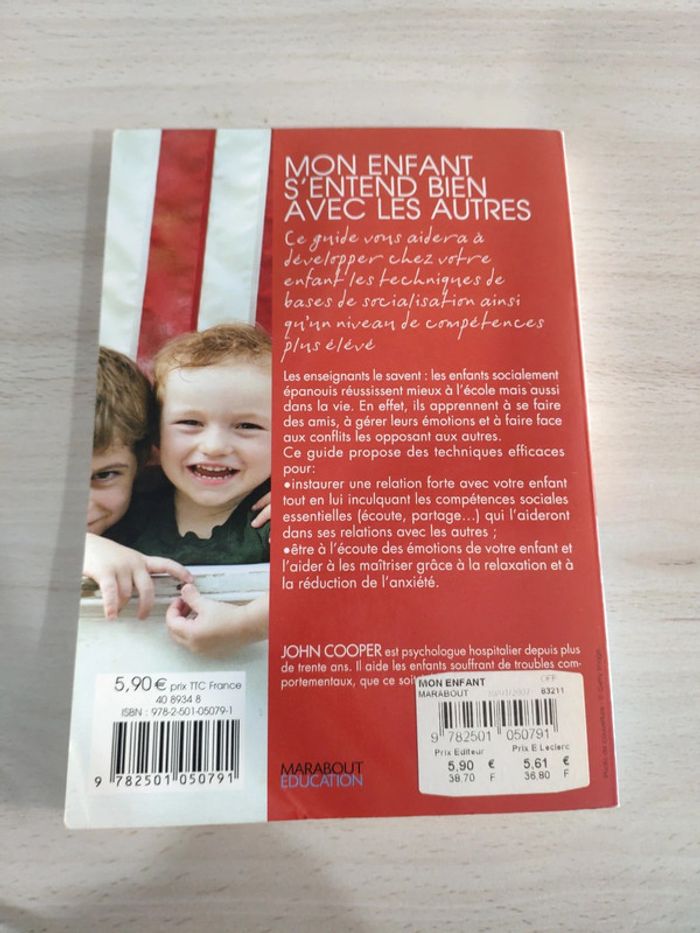 MON ENFANT
S'ENTEND BIEN
AVEC LES AUTRES
Ce guide vous aidera à
développer chez votre
enfant les techniques de
bases de socialisation ainsi
qu'un niveau de compétences
plus élévé
Les enseignants le savent : les enfants socialement
épanouis réussissent mieux à l'école mais aussi
dans la vie. En effet, ils apprennent à se faire
des amis, à gérer leurs émotions et à faire face
aux conflits les opposant aux autres.
Ce guide propose des techniques efficaces
pour:
•instaurer une relation forte avec votre enfant
tout en lui inculquant les compétences sociales
essentielles (écoute, partage...) qui l'aideront
dans ses relations avec les autres ;
•être à l'écoute des émotions de votre enfant et
l'aider à les maîtriser grâce à la relaxation et à
la réduction de l'anxiété.
JOHN COOPER est psychologue hospitalier depuis plus
de trente ans. Il aide les enfants souffrant de troubles com-
portementaux, que ce soit
5,90 € prix TTC France
40 8934 8
ISBN : 978-2-501-05079-1
9 782501 050791
MARABOUT
EDUCATION
MON ENFANT
OFF
MARABOUT
83211
9 782501 050791
Prix Editeur Prix E Leclerc
5,90 € 5,61 €
38.70 F 36,80 F